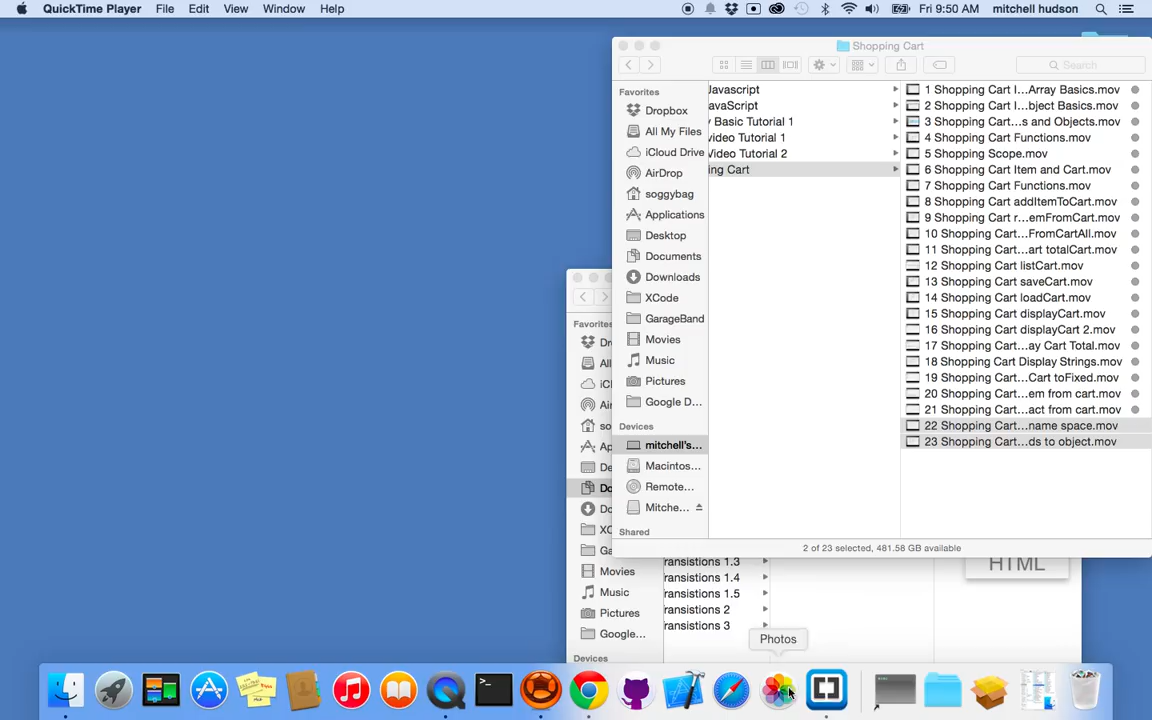 QuickTime Player File Edit View Window Help Fri 9:50 AM mitchell hudson
Shopping Cart
Search
Favorites
Dropbox
All My Files
iCloud Drive
AirDrop
soggybag
Applications
Desktop
Documents
Downloads
XCode
GarageBand
Movies
Music
Pictures
Google D...
Devices
mitchell's...
Macintos...
Remote...
Mitche...
Shared
Javascript
avaScript
y Basic Tutorial 1
video Tutorial 1
Video Tutorial 2
ing Cart
1 Shopping Cart I...Array Basics.mov
2 Shopping Cart I...bject Basics.mov
3 Shopping Cart...s and Objects.mov
4 Shopping Cart Functions.mov
5 Shopping Scope.mov
6 Shopping Cart Item and Cart.mov
7 Shopping Cart Functions.mov
8 Shopping Cart addItemToCart.mov
9 Shopping Cart r...emFromCart.mov
10 Shopping Cart...FromCartAll.mov
11 Shopping Cart...art totalCart.mov
12 Shopping Cart listCart.mov
13 Shopping Cart saveCart.mov
14 Shopping Cart loadCart.mov
15 Shopping Cart displayCart.mov
16 Shopping Cart displayCart 2.mov
17 Shopping Cart...ay Cart Total.mov
18 Shopping Cart Display Strings.mov
19 Shopping Cart...Cart toFixed.mov
20 Shopping Cart...em from cart.mov
21 Shopping Cart...act from cart.mov
22 Shopping Cart...name space.mov
23 Shopping Cart...ds to object.mov
2 of 23 selected, 481.58 GB available
Favorites
Dr
All
iC
Air
so
Ap
De
Do
Do
XC
Ga
Movies
Music
Pictures
Google...
Devices
ransistions 1.3
ransistions 1.4
ransistions 1.5
ransistions 2
ransistions 3
HTML
Photos